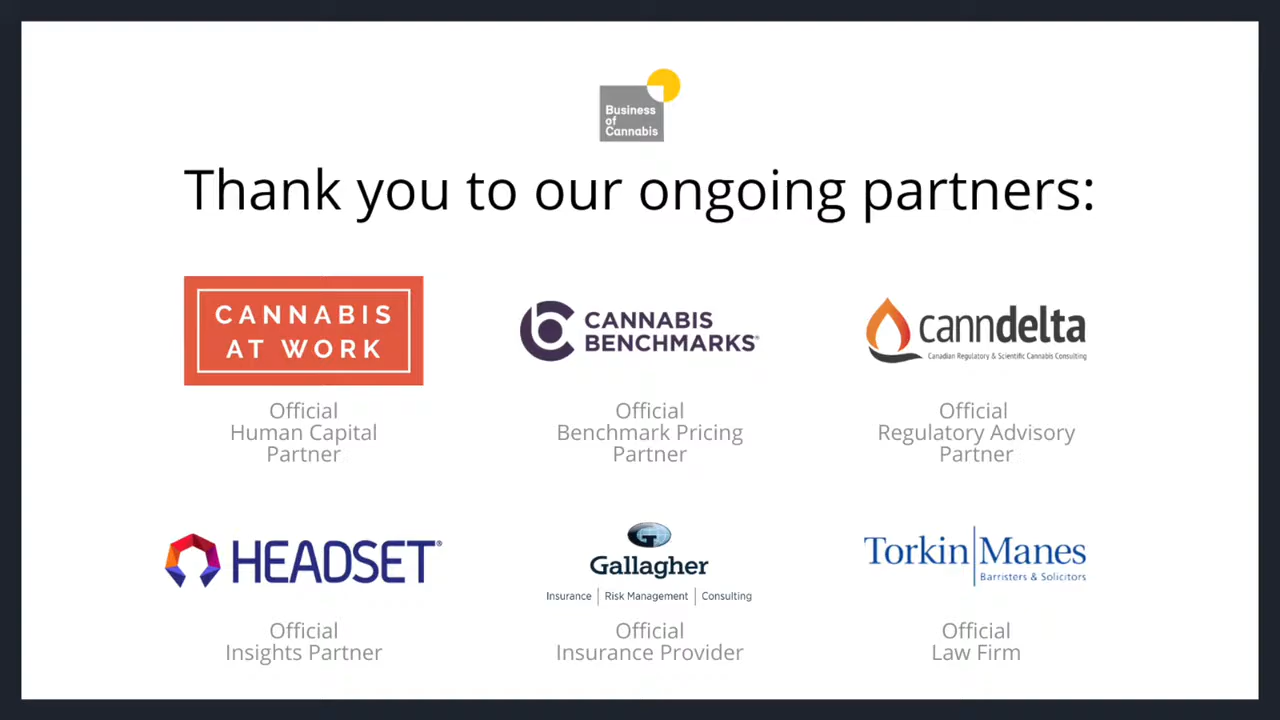 Business
of
Cannabis
Thank you to our ongoing partners:
CANNABIS
AT WORK
Official
Human Capital
Partner
CANNABIS
BENCHMARKS®
Official
Benchmark Pricing
Partner
canndelta
Canadian Regulatory & Scientific Cannabis Consulting
Official
Regulatory Advisory
Partner
HEADSET®
Official
Insights Partner
Gallagher
Insurance | Risk Management | Consulting
Official
Insurance Provider
Torkin|Manes
Barristers & Solicitors
Official
Law Firm